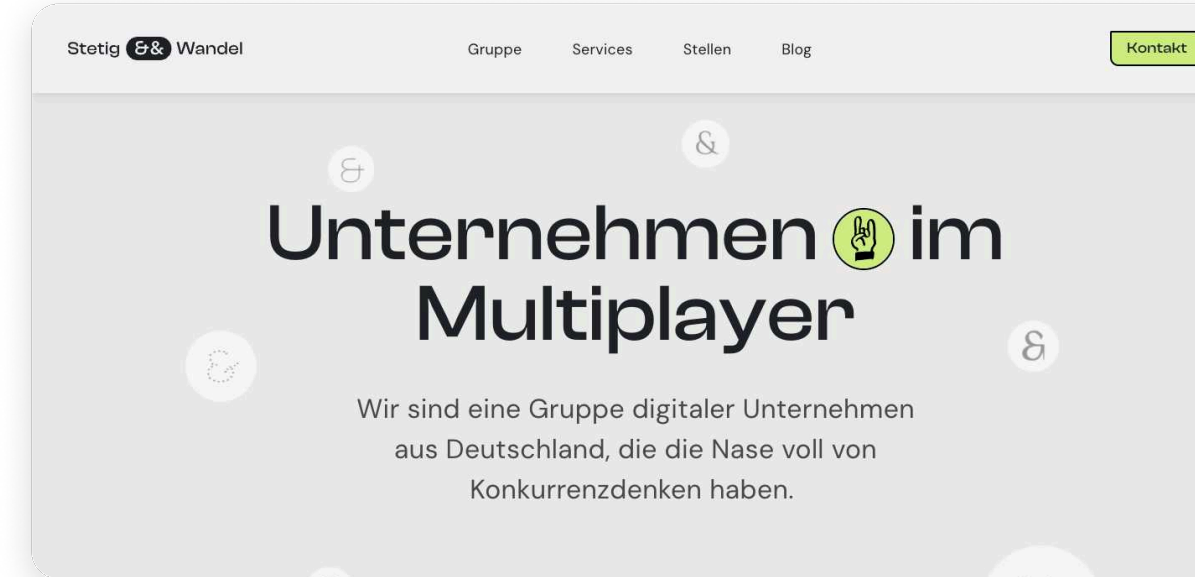 Stetig && Wandel
Gruppe Services Stellen Blog
Kontakt
&
&
Unternehmen im
Multiplayer
&
&
Wir sind eine Gruppe digitaler Unternehmen
aus Deutschland, die die Nase voll von
Konkurrenzdenken haben.